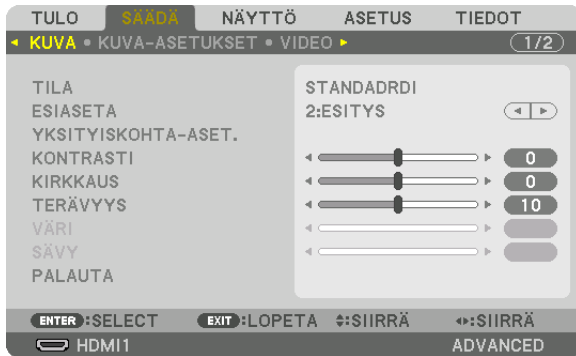 TULO SÄÄDÄ NÄYTTÖ ASETUS TIEDOT
KUVA • KUVA-ASETUKSET • VIDEO 1/2
TILA STANDADRDI
ESIASETA 2:ESITYS
YKSITYISKOHTA-ASET.
KONTRASTI 0
KIRKKAUS 0
TERÄVYYS 10
VÄRI
SÄVY
PALAUTA
ENTER:SELECT EXIT:LOPETA :SIIRRÄ :SIIRRÄ
HDMI1 ADVANCED